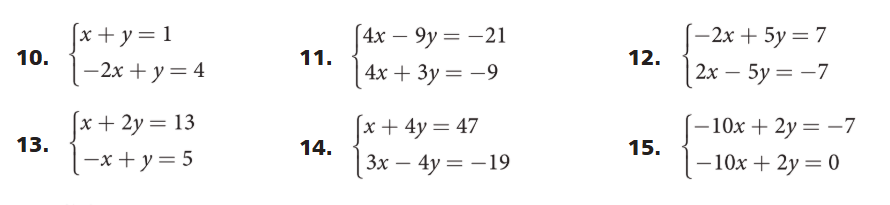 10. x + y = 1
−2x + y = 4
11. 4x − 9y = −21
4x + 3y = −9
12. −2x + 5y = 7
2x − 5y = −7
13. x + 2y = 13
−x + y = 5
14. x + 4y = 47
3x − 4y = −19
15. −10x + 2y = −7
−10x + 2y = 0